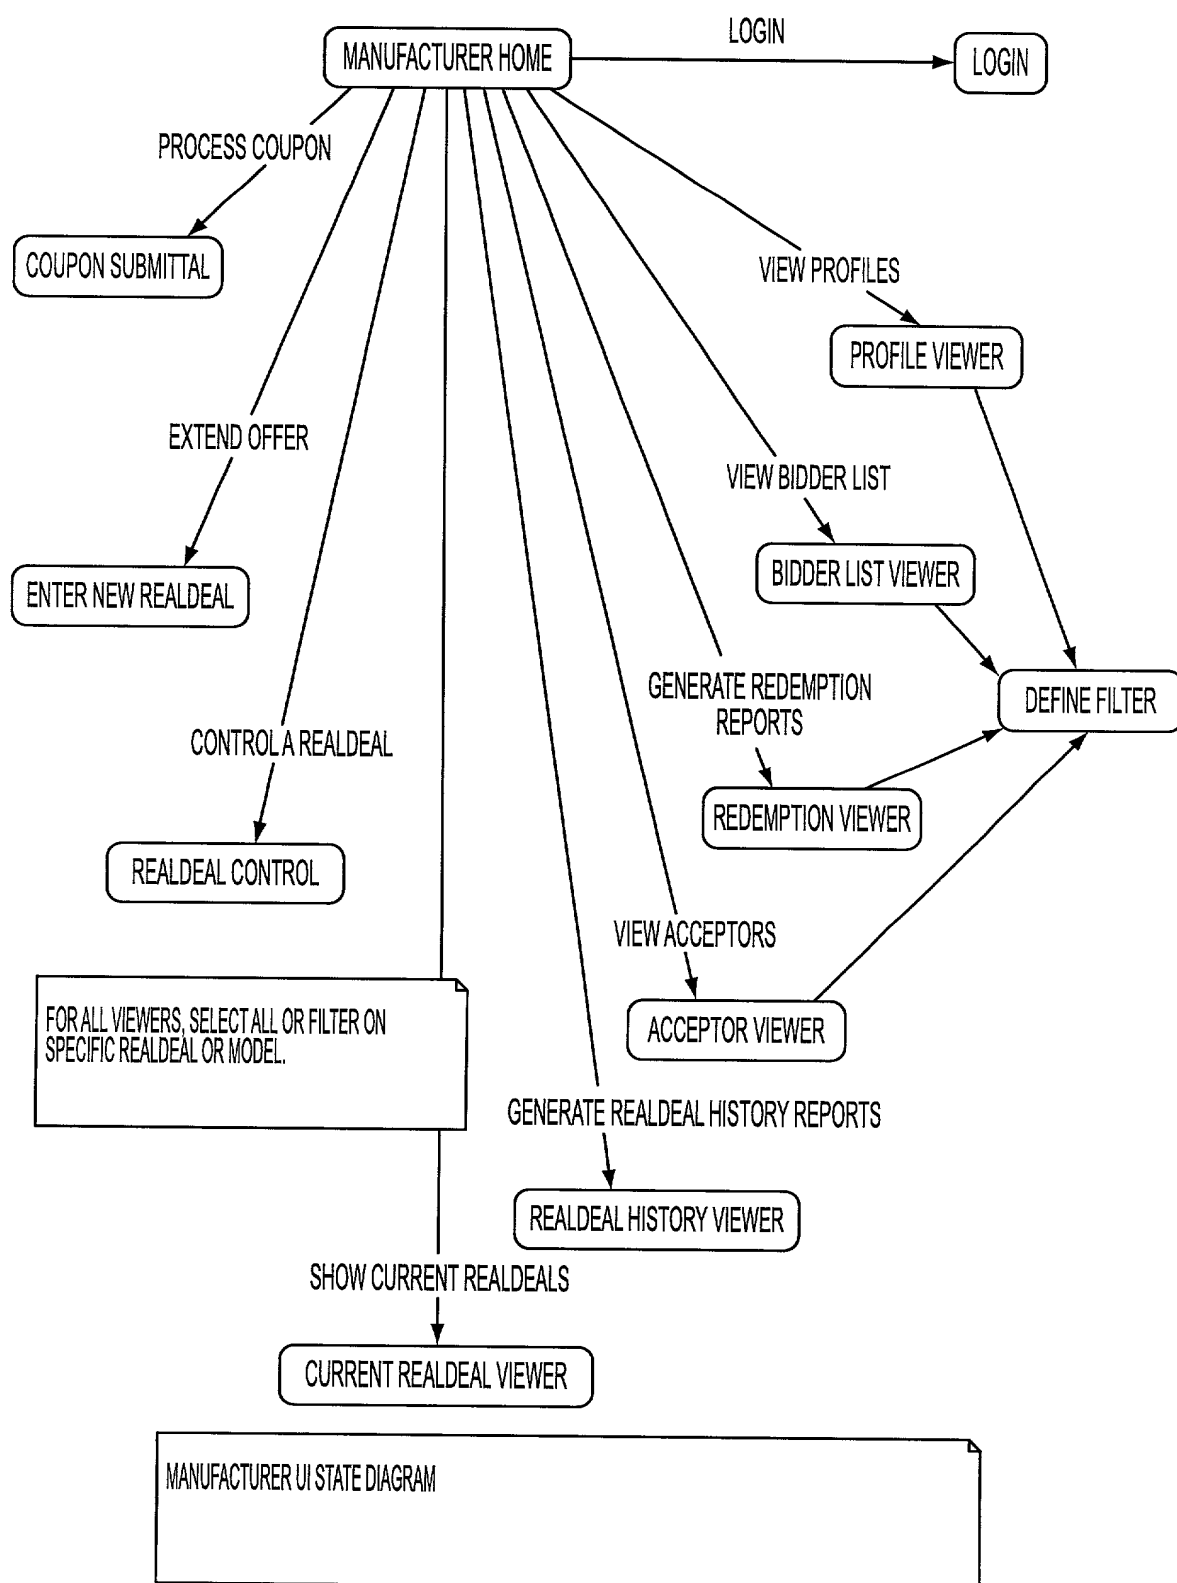 LOGIN
MANUFACTURER HOME
LOGIN
PROCESS COUPON
COUPON SUBMITTAL
VIEW PROFILES
PROFILE VIEWER
EXTEND OFFER
VIEW BIDDER LIST
BIDDER LIST VIEWER
ENTER NEW REALDEAL
GENERATE REDEMPTION
REPORTS
DEFINE FILTER
CONTROL A REALDEAL
REDEMPTION VIEWER
REALDEAL CONTROL
VIEW ACCEPTORS
FOR ALL VIEWERS, SELECT ALL OR FILTER ON
SPECIFIC REALDEAL OR MODEL.
ACCEPTOR VIEWER
GENERATE REALDEAL HISTORY REPORTS
REALDEAL HISTORY VIEWER
SHOW CURRENT REALDEALS
CURRENT REALDEAL VIEWER
MANUFACTURER UI STATE DIAGRAM